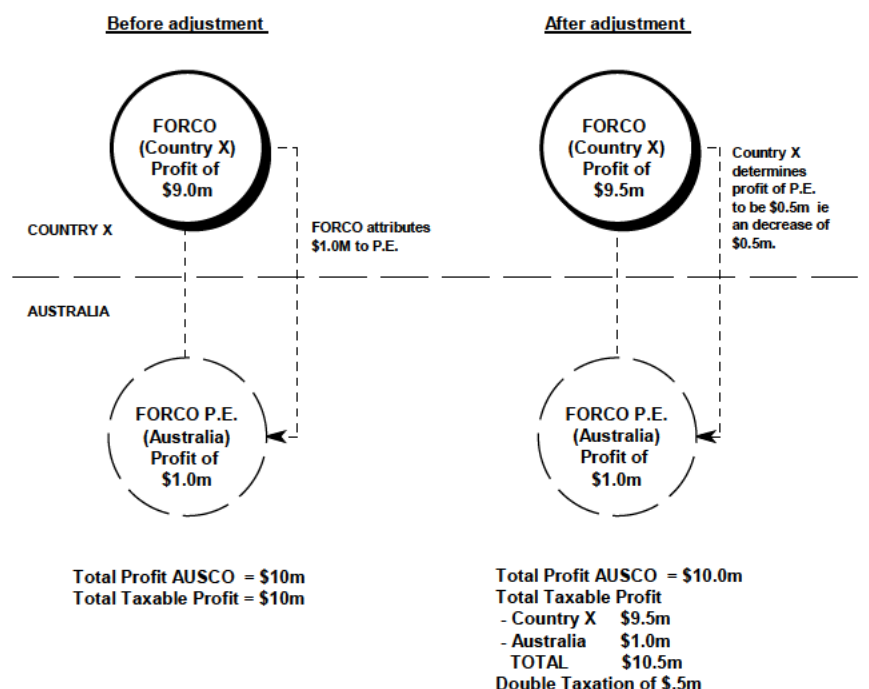 Before adjustment
After adjustment
FORCO
(Country X)
Profit of
$9.0m
FORCO
(Country X)
Profit of
$9.5m
Country X
determines
profit of P.E.
to be $0.5m ie
an decrease of
$0.5m.
COUNTRY X
FORCO attributes
$1.0M to P.E.
AUSTRALIA
FORCO P.E.
(Australia)
Profit of
$1.0m
FORCO P.E.
(Australia)
Profit of
$1.0m
Total Profit AUSCO = $10m
Total Taxable Profit = $10m
Total Profit AUSCO = $10.0m
Total Taxable Profit
- Country X $9.5m
- Australia $1.0m
TOTAL $10.5m
Double Taxation of $.5m